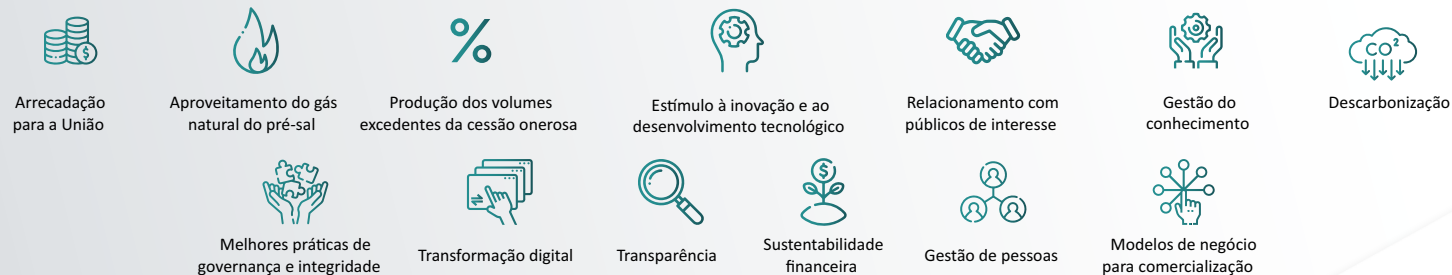 $
%
CO²
Arrecadação
para a União
Aproveitamento do gás
natural do pré-sal
Produção dos volumes
excedentes da cessão onerosa
Estímulo à inovação e ao
desenvolvimento tecnológico
Relacionamento com
públicos de interesse
Gestão do
conhecimento
Descarbonização
$
Melhores práticas de
governança e integridade
Transformação digital
Transparência
Sustentabilidade
financeira
Gestão de pessoas
Modelos de negócio
para comercialização